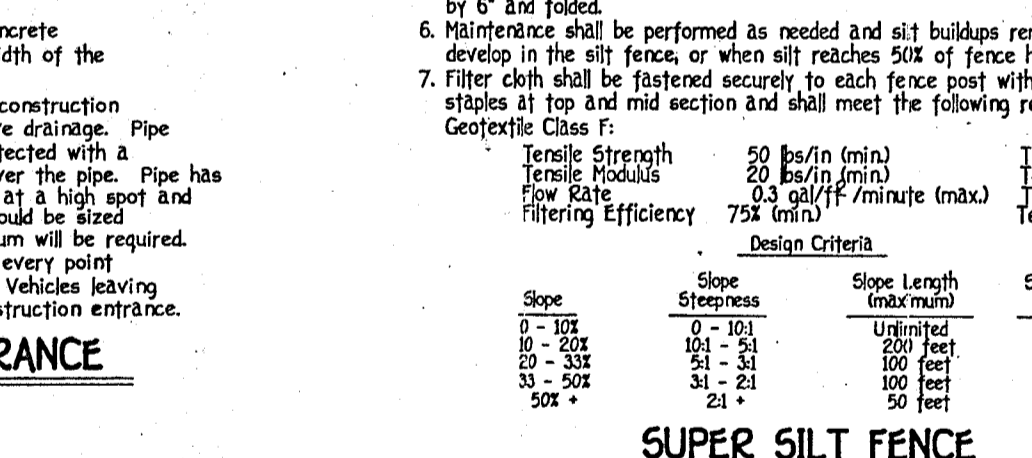 ncrete
dth of the
construction
e drainage. Pipe
tected with a
er the pipe. Pipe has
at a high spot and
ould be sized
um will be required.
every point
Vehicles leaving
struction entrance.
RANCE
by 6" and folded.
6. Maintenance shall be performed as needed and silt buildups rer
develop in the silt fence, or when silt reaches 50% of fence h
7. Filter cloth shall be fastened securely to each fence post with
staples at top and mid section and shall meet the following re
Geotextile Class F:
Tensile Strength 50 lbs/in (min.) T
Tensile Modulus 20 lbs/in (min.) T
Flow Rate 0.3 gal/ft /minute (max.) T
Filtering Efficiency 75% (min) Te
Design Criteria
Slope Slope Steepness Slope Length (maximum) S
0 - 10% 0 - 10:1 Unlimited
10 - 20% 10:1 - 5:1 200 feet
20 - 33% 5:1 - 3:1 100 feet
33 - 50% 3:1 - 2:1 100 feet
50% + 2:1 + 50 feet
SUPER SILT FENCE